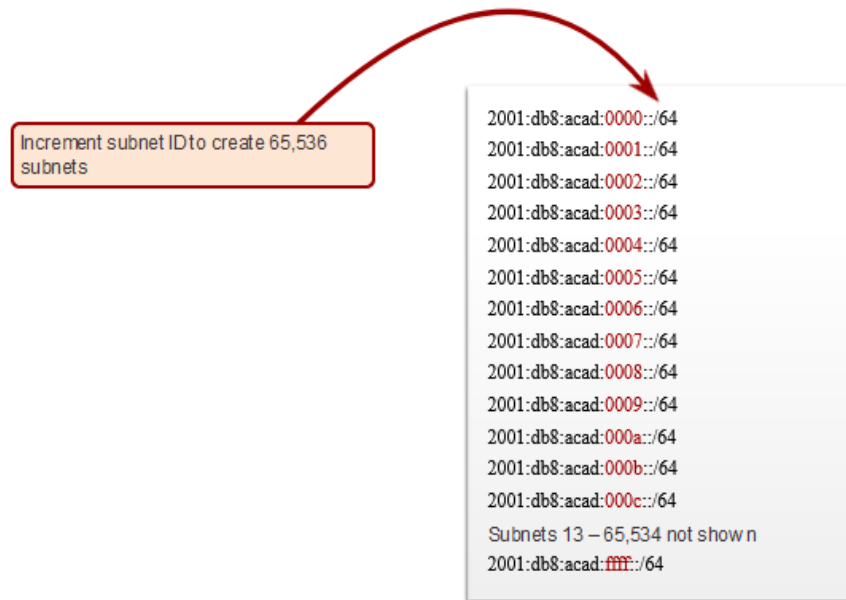 Increment subnet ID to create 65,536
subnets
2001:db8:acad:0000::/64
2001:db8:acad:0001::/64
2001:db8:acad:0002::/64
2001:db8:acad:0003::/64
2001:db8:acad:0004::/64
2001:db8:acad:0005::/64
2001:db8:acad:0006::/64
2001:db8:acad:0007::/64
2001:db8:acad:0008::/64
2001:db8:acad:0009::/64
2001:db8:acad:000a::/64
2001:db8:acad:000b::/64
2001:db8:acad:000c::/64
Subnets 13 – 65,534 not shown
2001:db8:acad:ffff::/64